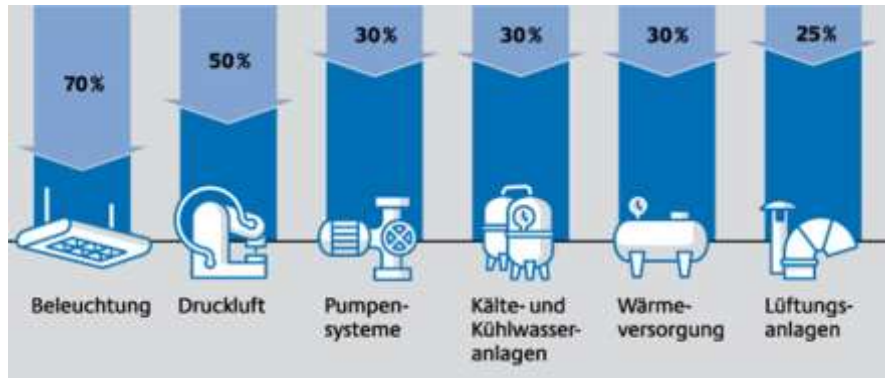 70%
50%
30%
30%
30%
25%
Beleuchtung
Druckluft
Pumpen-
systeme
Kälte- und
Kühlwasser-
anlagen
Wärme-
versorgung
Lüftungs-
anlagen